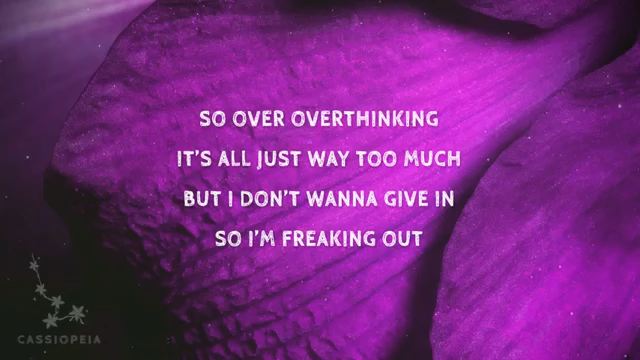 SO OVER OVERTHINKING
IT'S ALL JUST WAY TOO MUCH
BUT I DON'T WANNA GIVE IN
SO I'M FREAKING OUT
CASSIOPEIA